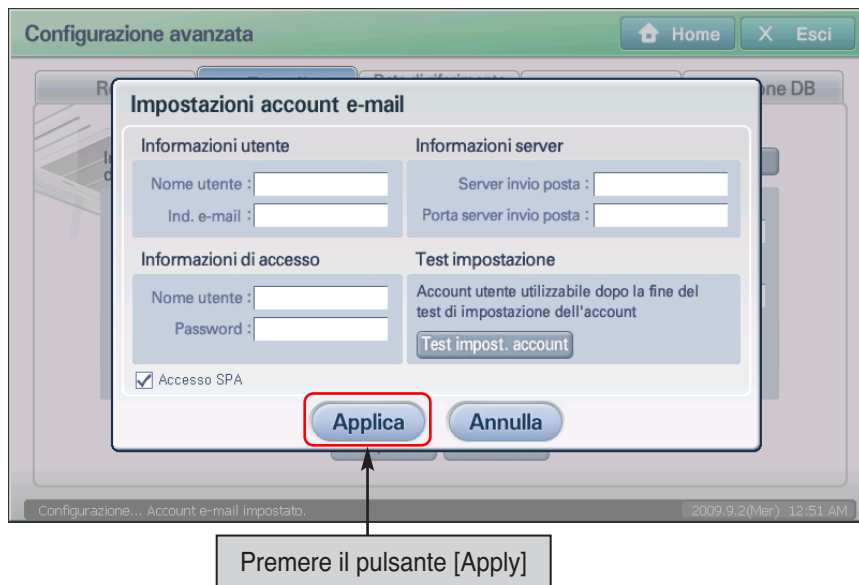 Configurazione avanzata
Home
X Esci
one DB
Impostazioni account e-mail
Informazioni utente
Nome utente :
Ind. e-mail :
Informazioni server
Server invio posta :
Porta server invio posta :
Informazioni di accesso
Nome utente :
Password :
Test impostazione
Account utente utilizzabile dopo la fine del
test di impostazione dell'account
Test impost. account
Accesso SPA
Applica
Annulla
Configurazione... Account e-mail impostato.
2009.9.2(Mer) 12:51 AM
Premere il pulsante [Apply]